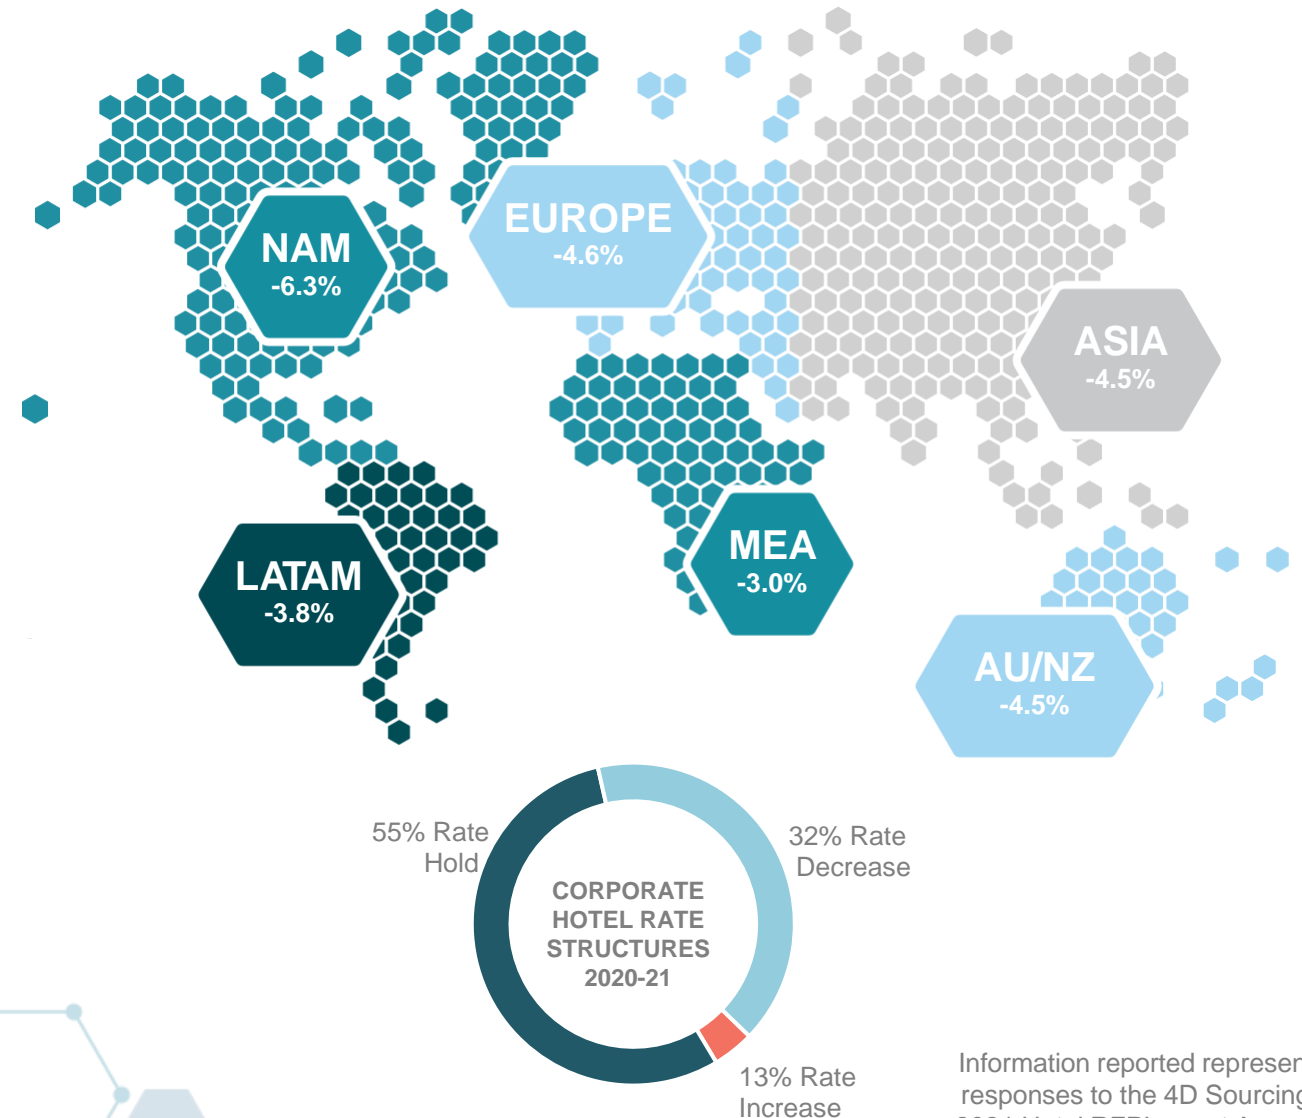 NAM
-6.3%
EUROPE
-4.6%
ASIA
-4.5%
LATAM
-3.8%
MEA
-3.0%
AU/NZ
-4.5%
55% Rate
Hold
32% Rate
Decrease
CORPORATE
HOTEL RATE
STRUCTURES
2020-21
13% Rate
Increase
Information reported represen
responses to the 4D Sourcing